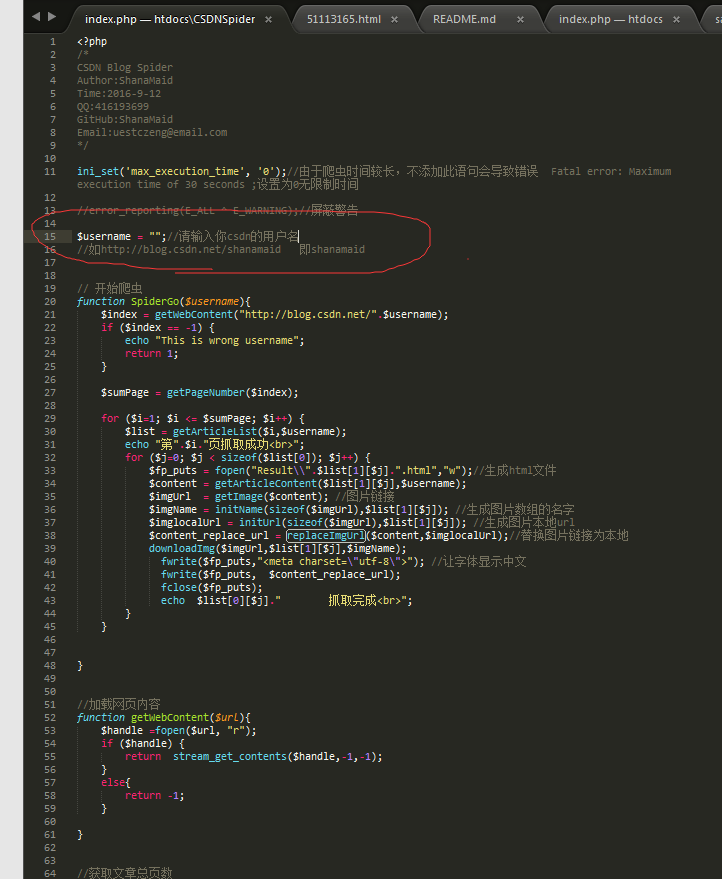 index.php — htdocs\CSDNSpider × 51113165.html × README.md × index.php — htdocs × sa
1 <?php
2 /*
3 CSDN Blog Spider
4 Author:ShanaMaid
5 Time:2016-9-12
6 QQ:416193699
7 GitHub:ShanaMaid
8 Email:uestczeng@email.com
9 */
10
11 ini_set('max_execution_time', '0');//由于爬虫时间较长，不添加此语句会导致错误  Fatal error: Maximum
execution time of 30 seconds ;设置为0无限制时间
12
13 //error_reporting(E_ALL ^ E_WARNING);//屏蔽警告
14
15 $username = "";//请输入你csdn的用户名
16 //如http://blog.csdn.net/shanamaid   即shanamaid
17
18
19 // 开始爬虫
20 function SpiderGo($username){
21     $index = getWebContent("http://blog.csdn.net/".$username);
22     if ($index == -1) {
23         echo "This is wrong username";
24         return 1;
25     }
26
27     $sumPage = getPageNumber($index);
28
29     for ($i=1; $i <= $sumPage; $i++) {
30         $list = getArticleList($i,$username);
31         echo "第".$i."页抓取成功<br>";
32         for ($j=0; $j < sizeof($list[0]); $j++) {
33             $fp_puts = fopen("Result\\".$list[1][$j].".html","w");//生成html文件
34             $content = getArticleContent($list[1][$j],$username);
35             $imgUrl  = getImage($content); //图片链接
36             $imgName = initName(sizeof($imgUrl),$list[1][$j]); //生成图片数组的名字
37             $imglocalUrl = initUrl(sizeof($imgUrl),$list[1][$j]); //生成图片本地url
38             $content_replace_url = replaceImgUrl($content,$imglocalUrl);//替换图片链接为本地
39             downloadImg($imgUrl,$list[1][$j],$imgName);
40               fwrite($fp_puts,"<meta charset=\"utf-8\">"); //让字体显示中文
41               fwrite($fp_puts,  $content_replace_url);
42               fclose($fp_puts);
43               echo  $list[0][$j]."        抓取完成<br>";
44         }
45     }
46
47
48 }
49
50
51 //加载网页内容
52 function getWebContent($url){
53     $handle =fopen($url, "r");
54     if ($handle) {
55         return  stream_get_contents($handle,-1,-1);
56     }
57     else{
58         return -1;
59     }
60
61 }
62
63
64 //获取文章总页数